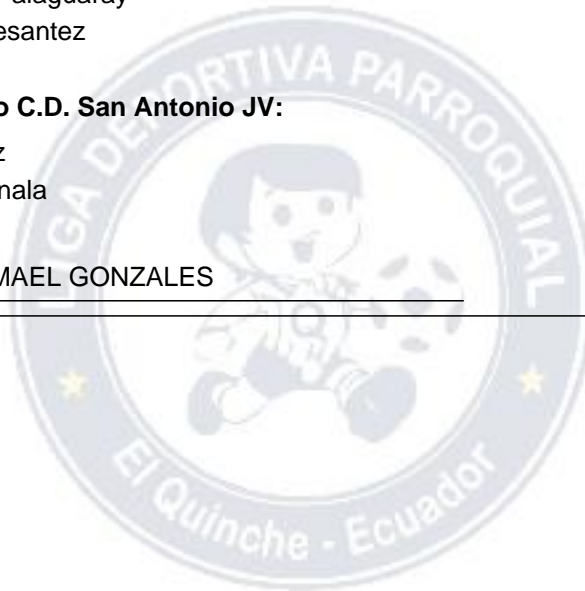 alaguaray
esantez
o C.D. San Antonio JV:
z
nala
MAEL GONZALES
LIGA DEPORTIVA PARROQUIAL
Q
El Quinche - Ecuador